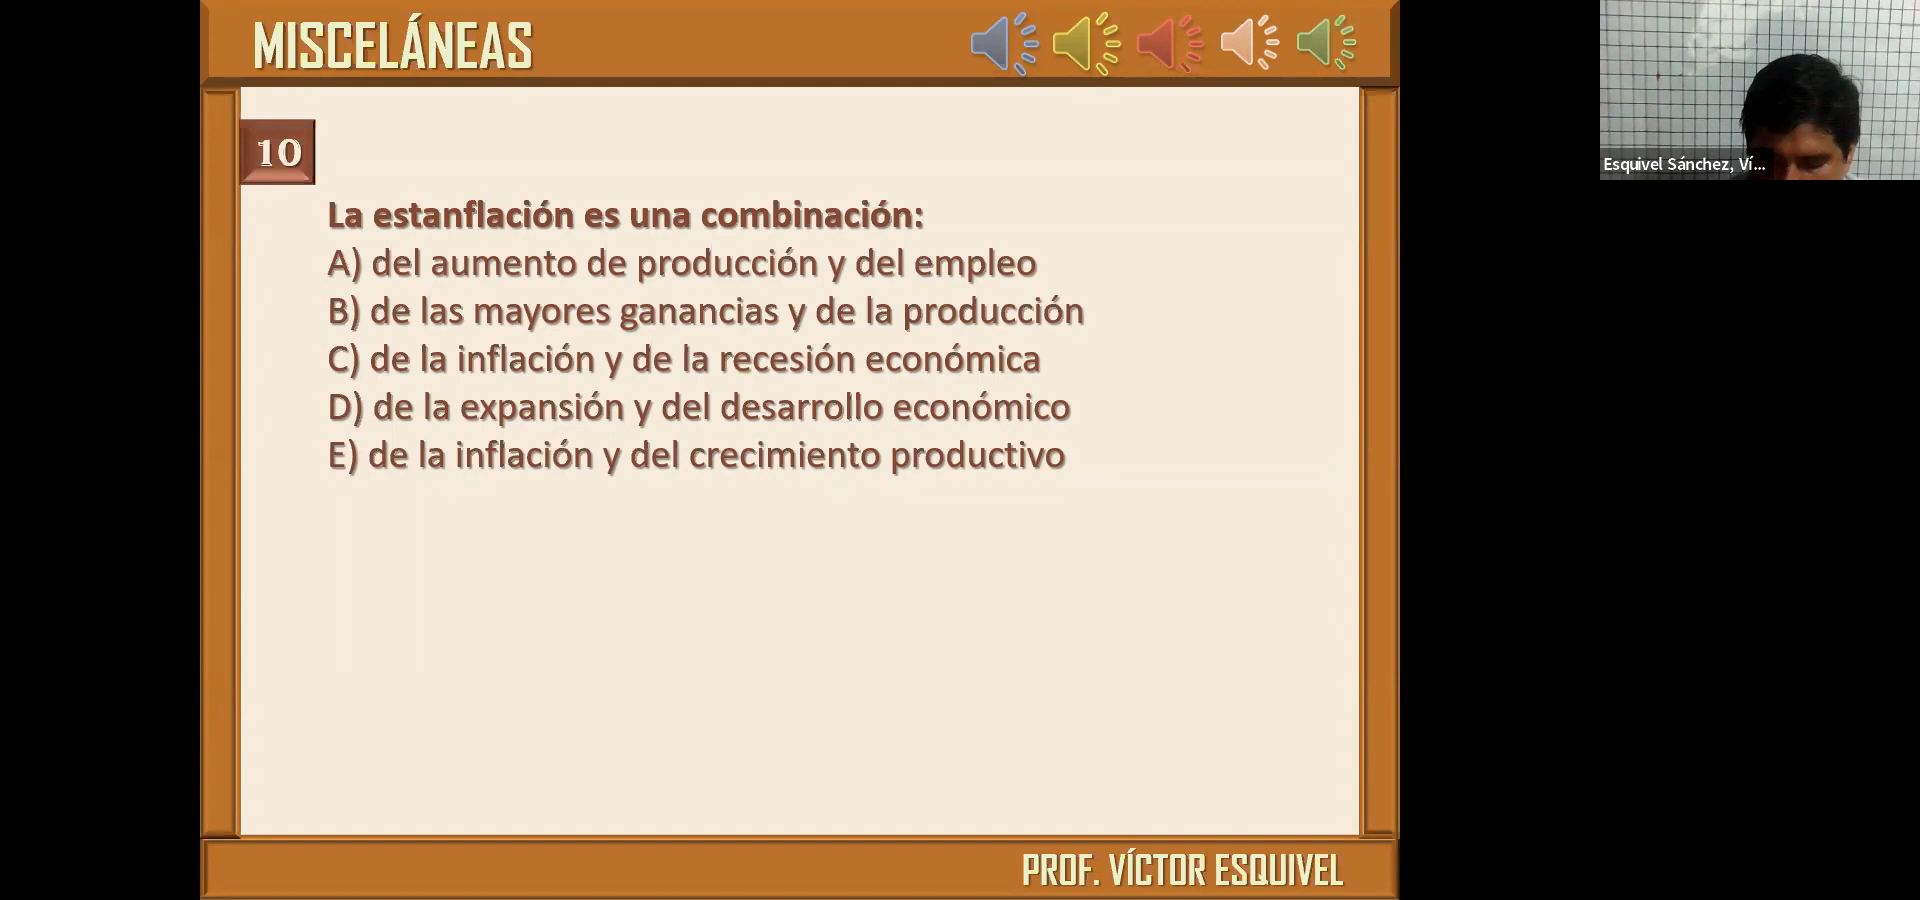 MISCELÁNEAS
10
La estanflación es una combinación:
A) del aumento de producción y del empleo
B) de las mayores ganancias y de la producción
C) de la inflación y de la recesión económica
D) de la expansión y del desarrollo económico
E) de la inflación y del crecimiento productivo
PROF. VÍCTOR ESQUIVEL
Esquivel Sánchez, Ví...